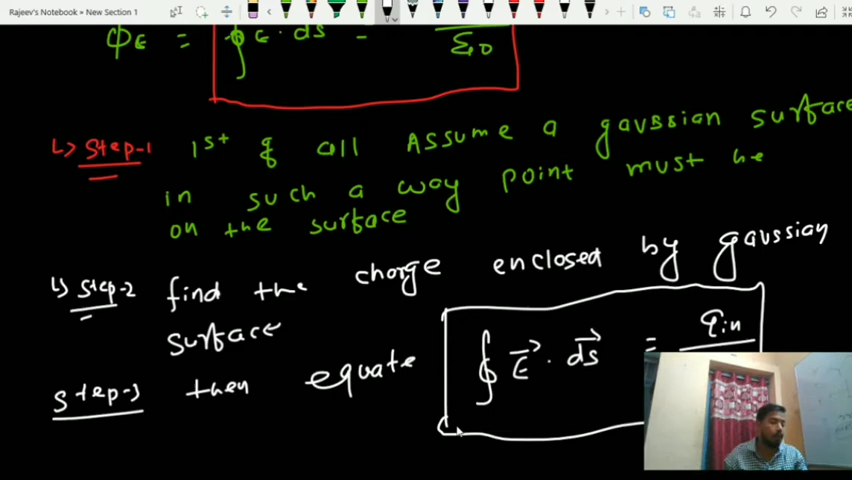 Rajeev's Notebook » New Section 1
ΦE = ∮ E · ds =
ε0
↳ Step-1 1st of all Assume a gaussian surface
in such a way point must be
on the surface
↳ Step-2 find the charge enclosed by gaussian
surface
Step-3 then equate ∮ E⃗ · ds⃗ = qin